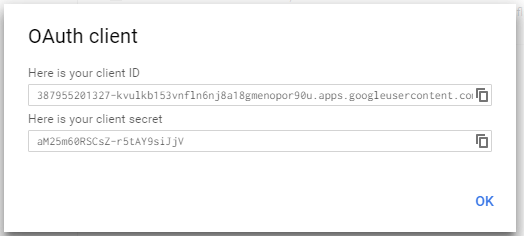 OAuth client
Here is your client ID
387955201327-kvulkb153vnfln6nj8a18gmenopor90u.apps.googleusercontent.com
Here is your client secret
aM25m60RSCsZ-r5tAY9siJjV
OK